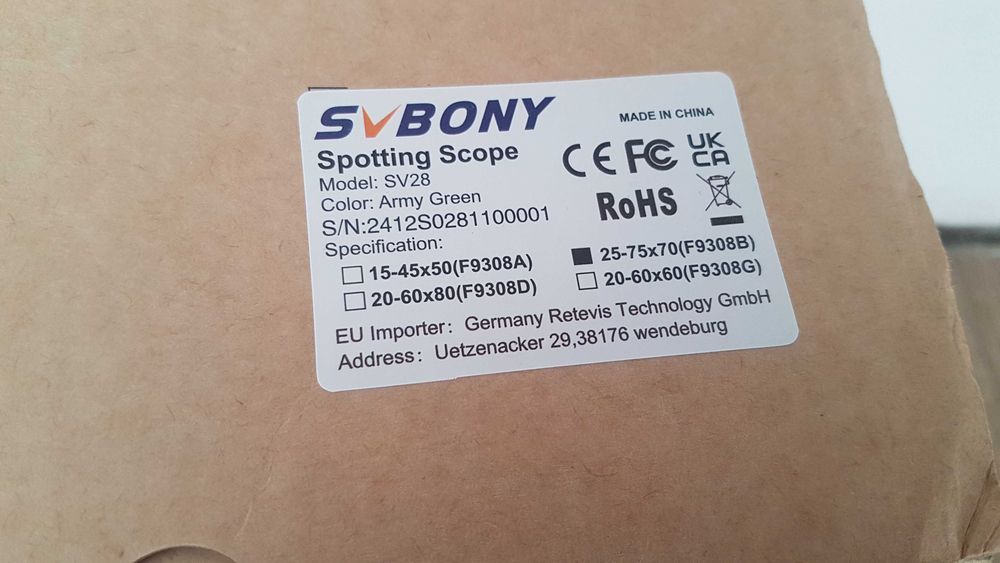 SVBONY
MADE IN CHINA
Spotting Scope
CE FC UK CA
Model: SV28
Color: Army Green
RoHS
S/N:2412S0281100001
Specification:
15-45x50(F9308A)
25-75x70(F9308B)
20-60x80(F9308D)
20-60x60(F9308G)
EU Importer: Germany Retevis Technology GmbH
Address: Uetzenacker 29,38176 wendeburg